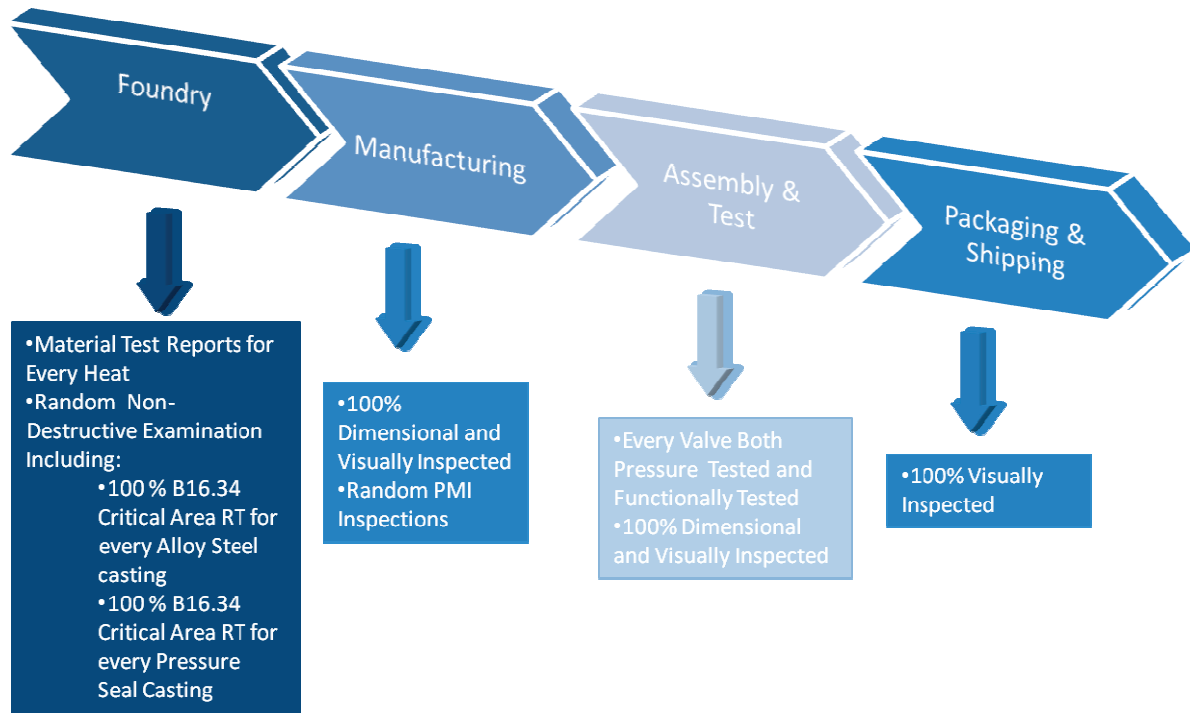 Foundry
Manufacturing
Assembly &
Test
Packaging &
Shipping
•Material Test Reports for
Every Heat
•Random Non-
Destructive Examination
Including:
•100 % B16.34
Critical Area RT for
every Alloy Steel
casting
•100 % B16.34
Critical Area RT for
every Pressure
Seal Casting
•100%
Dimensional and
Visually Inspected
•Random PMI
Inspections
•Every Valve Both
Pressure Tested and
Functionally Tested
•100% Dimensional
and Visually Inspected
•100% Visually
Inspected